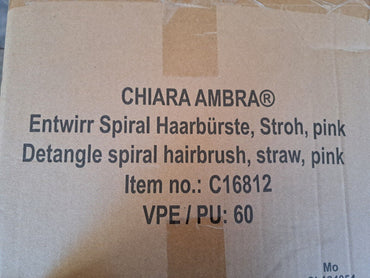 CHIARA AMBRA®
Entwirr Spiral Haarbürste, Stroh, pink
Detangle spiral hairbrush, straw, pink
Item no.: C16812
VPE / PU: 60
Mo